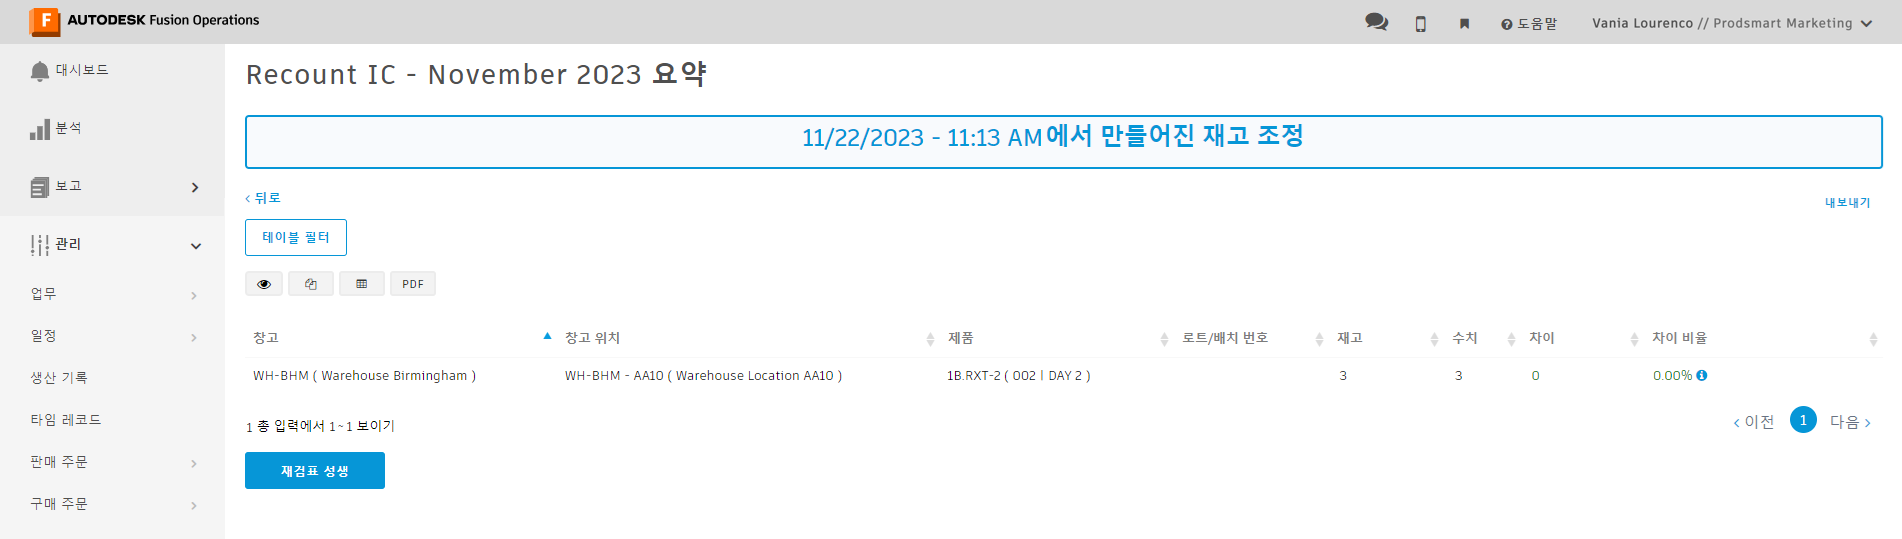 AUTODESK Fusion Operations
도움말
Vania Lourenco // Prodsmart Marketing
대시보드
분석
보고
관리
업무
일정
생산 기록
타임 레코드
판매 주문
구매 주문
Recount IC - November 2023 요약
11/22/2023 - 11:13 AM에서 만들어진 재고 조정
뒤로
내보내기
테이블 필터
PDF
창고 창고 위치 제품 로트/배치 번호 재고 수치 차이 차이 비율
WH-BHM ( Warehouse Birmingham ) WH-BHM - AA10 ( Warehouse Location AA10 ) 1B.RXT-2 ( 002 | DAY 2 ) 3 3 0 0.00%
1 총 입력에서 1~1 보이기
이전 1 다음
재검표 성생